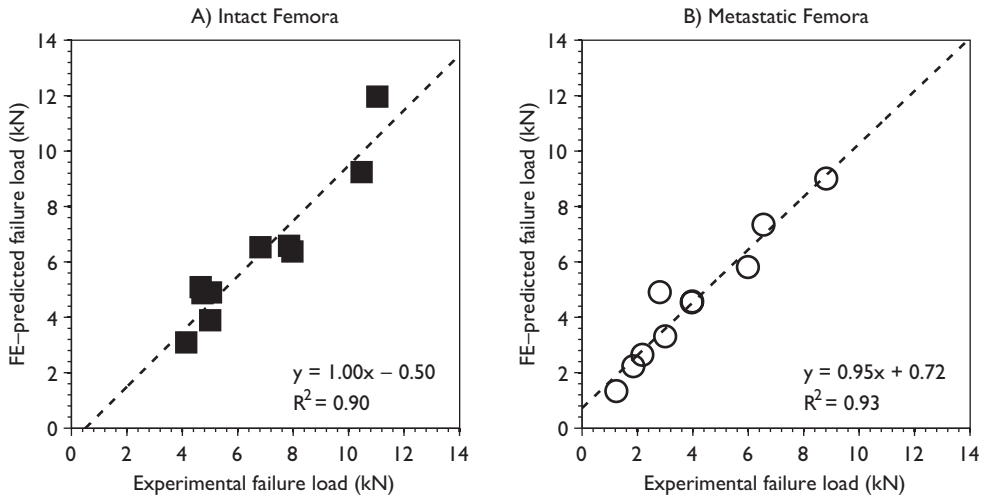 A) Intact Femora
14
12
10
8
6
4
2
0
FE–predicted failure load (kN)
y = 1.00x – 0.50
R2 = 0.90
0 2 4 6 8 10 12 14
Experimental failure load (kN)
B) Metastatic Femora
14
12
10
8
6
4
2
0
FE–predicted failure load (kN)
y = 0.95x + 0.72
R2 = 0.93
0 2 4 6 8 10 12 14
Experimental failure load (kN)